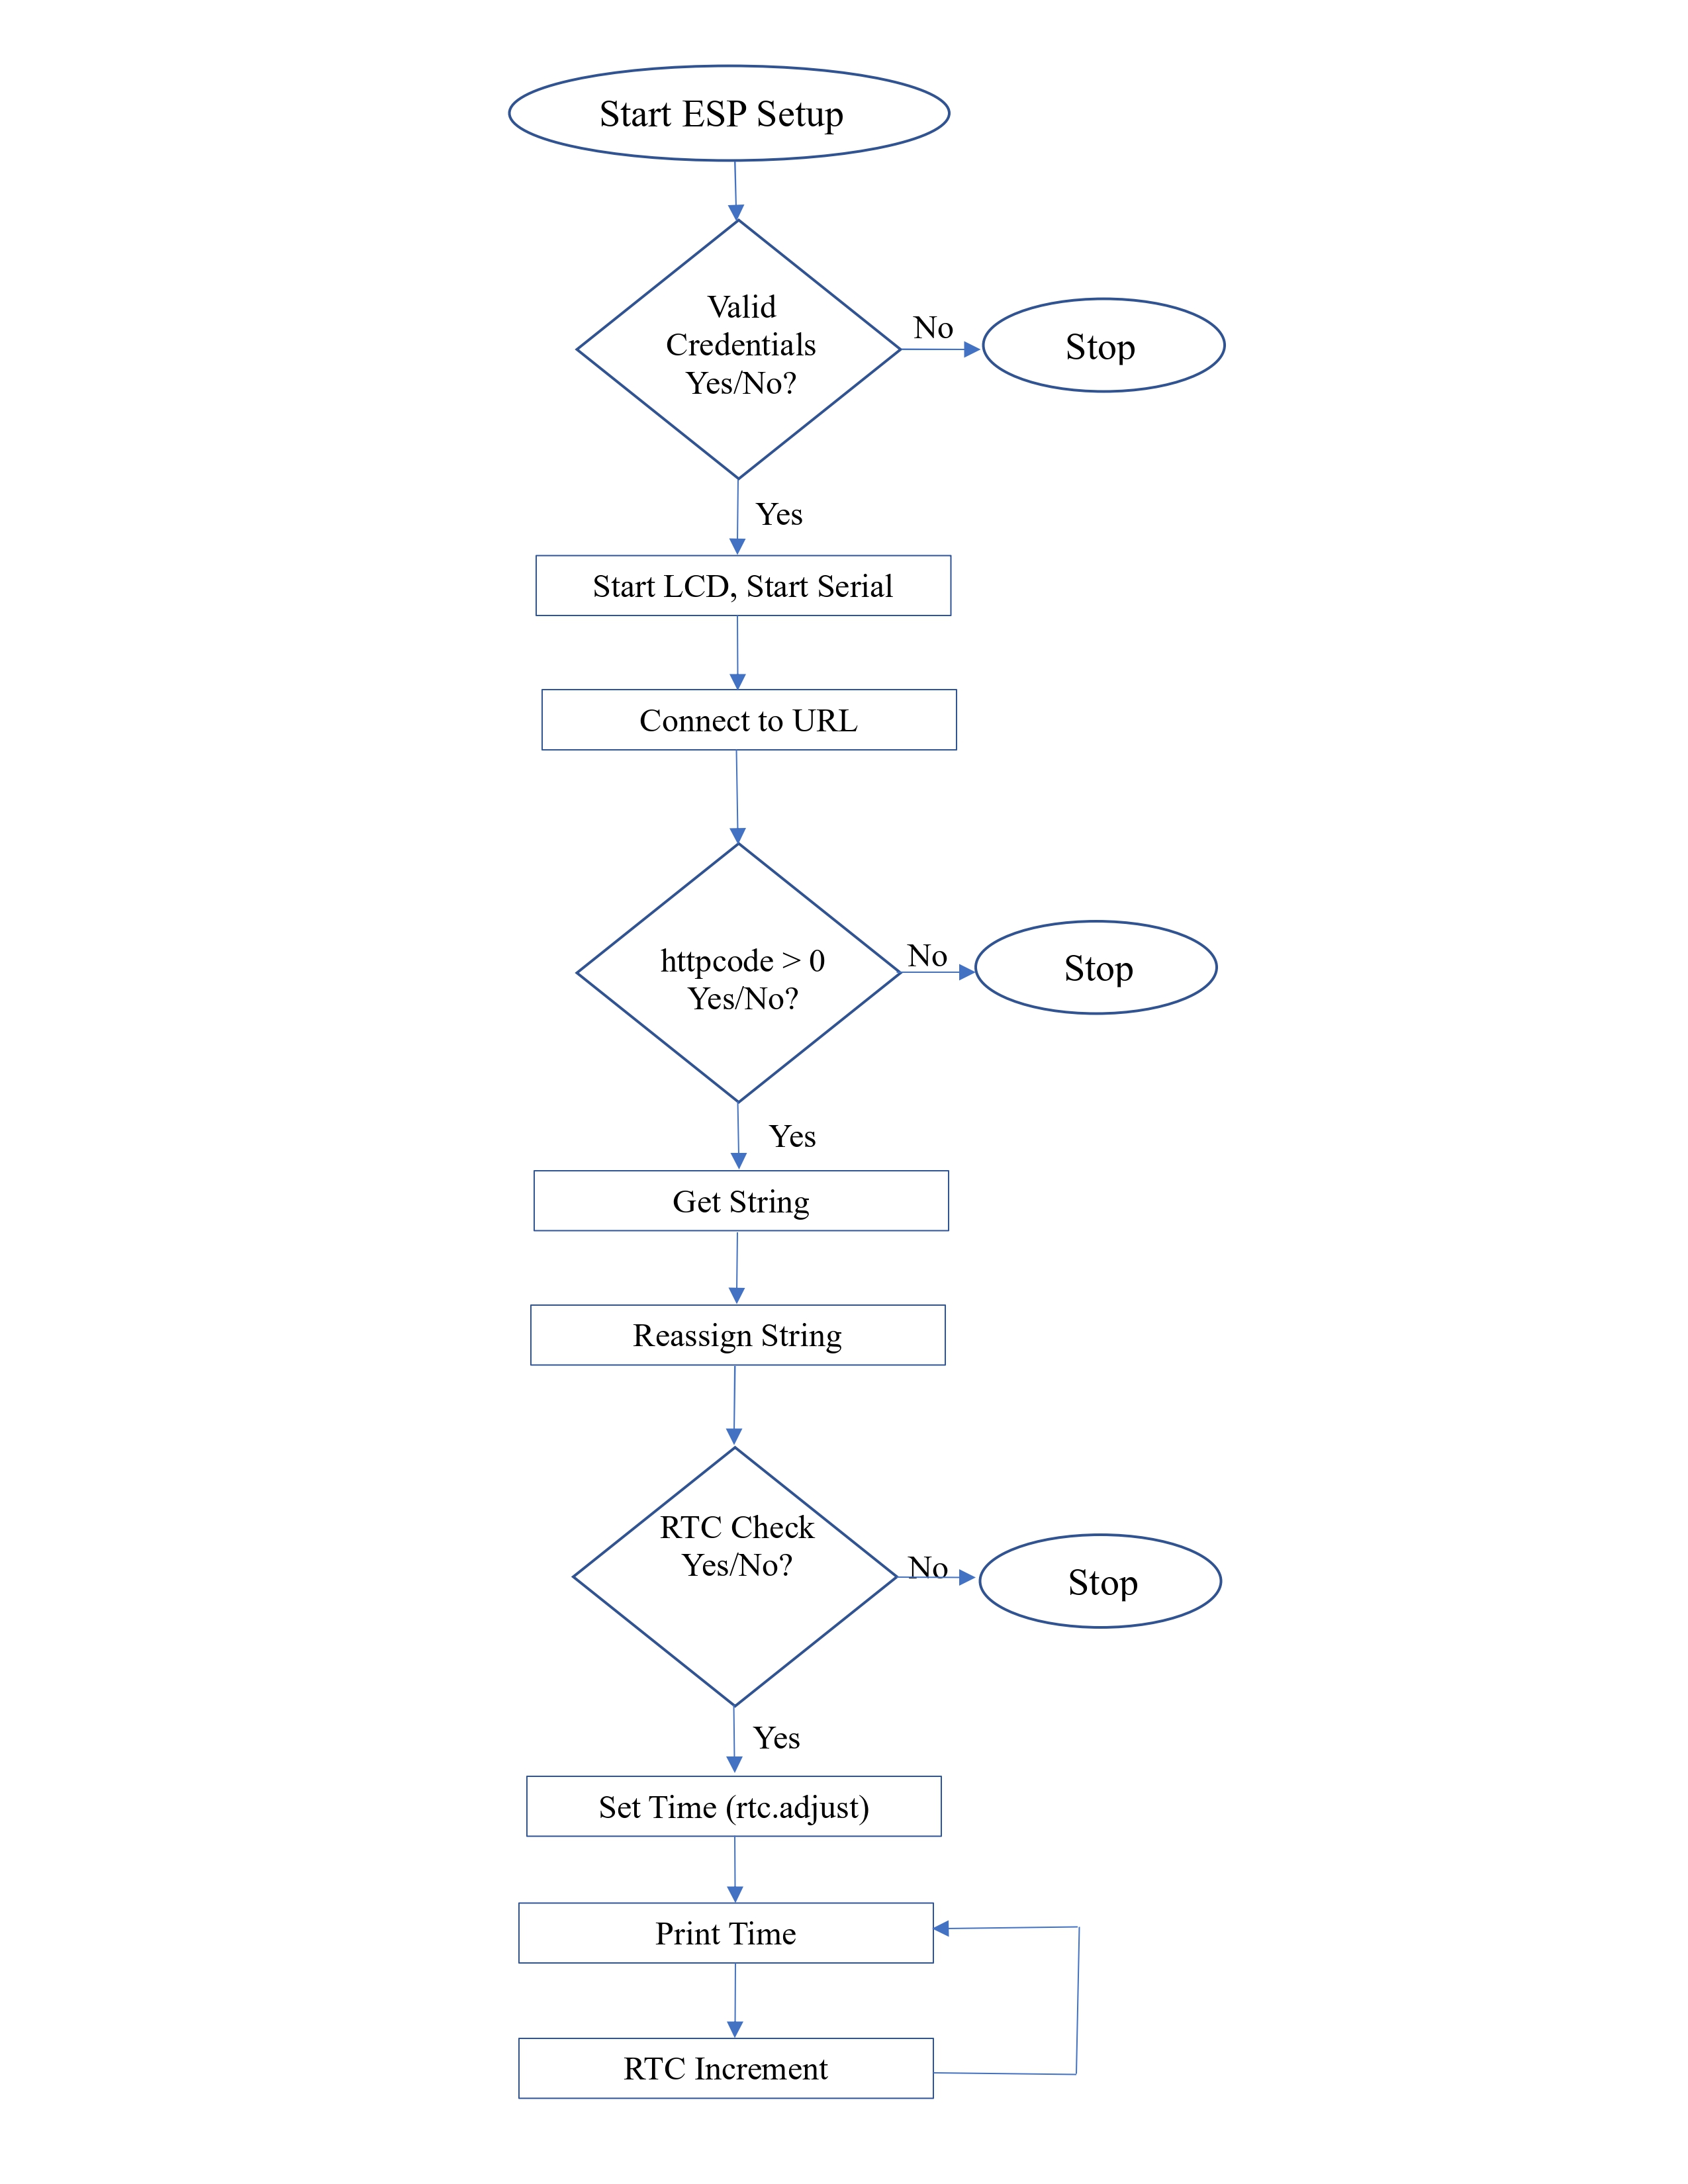 Start ESP Setup
Valid
Credentials
Yes/No?
No
Stop
Yes
Start LCD, Start Serial
Connect to URL
httpcode > 0
Yes/No?
No
Stop
Yes
Get String
Reassign String
RTC Check
Yes/No?
No
Stop
Yes
Set Time (rtc.adjust)
Print Time
RTC Increment